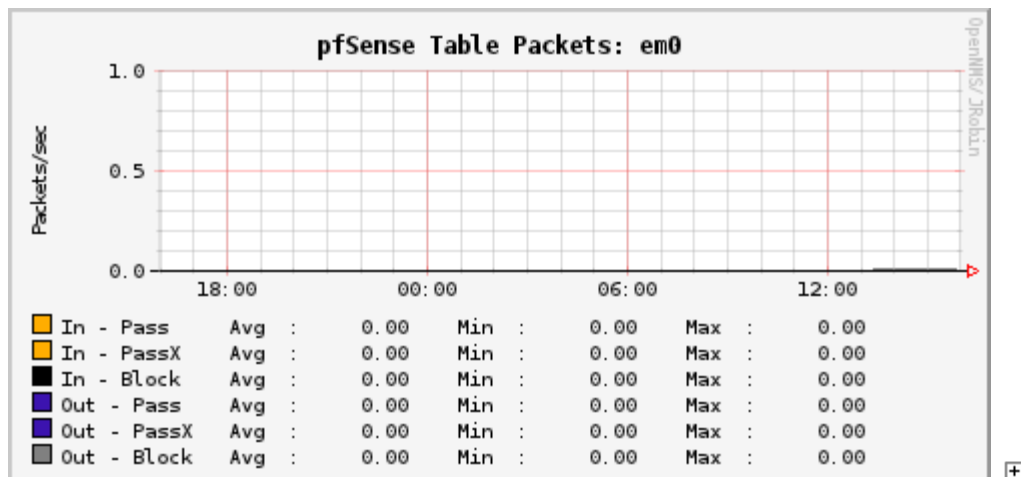 pfSense Table Packets: em0
OpenNMS/JRobin
Packets/sec
1.0
0.5
0.0
18:00 00:00 06:00 12:00
In - Pass Avg : 0.00 Min : 0.00 Max : 0.00
In - PassX Avg : 0.00 Min : 0.00 Max : 0.00
In - Block Avg : 0.00 Min : 0.00 Max : 0.00
Out - Pass Avg : 0.00 Min : 0.00 Max : 0.00
Out - PassX Avg : 0.00 Min : 0.00 Max : 0.00
Out - Block Avg : 0.00 Min : 0.00 Max : 0.00